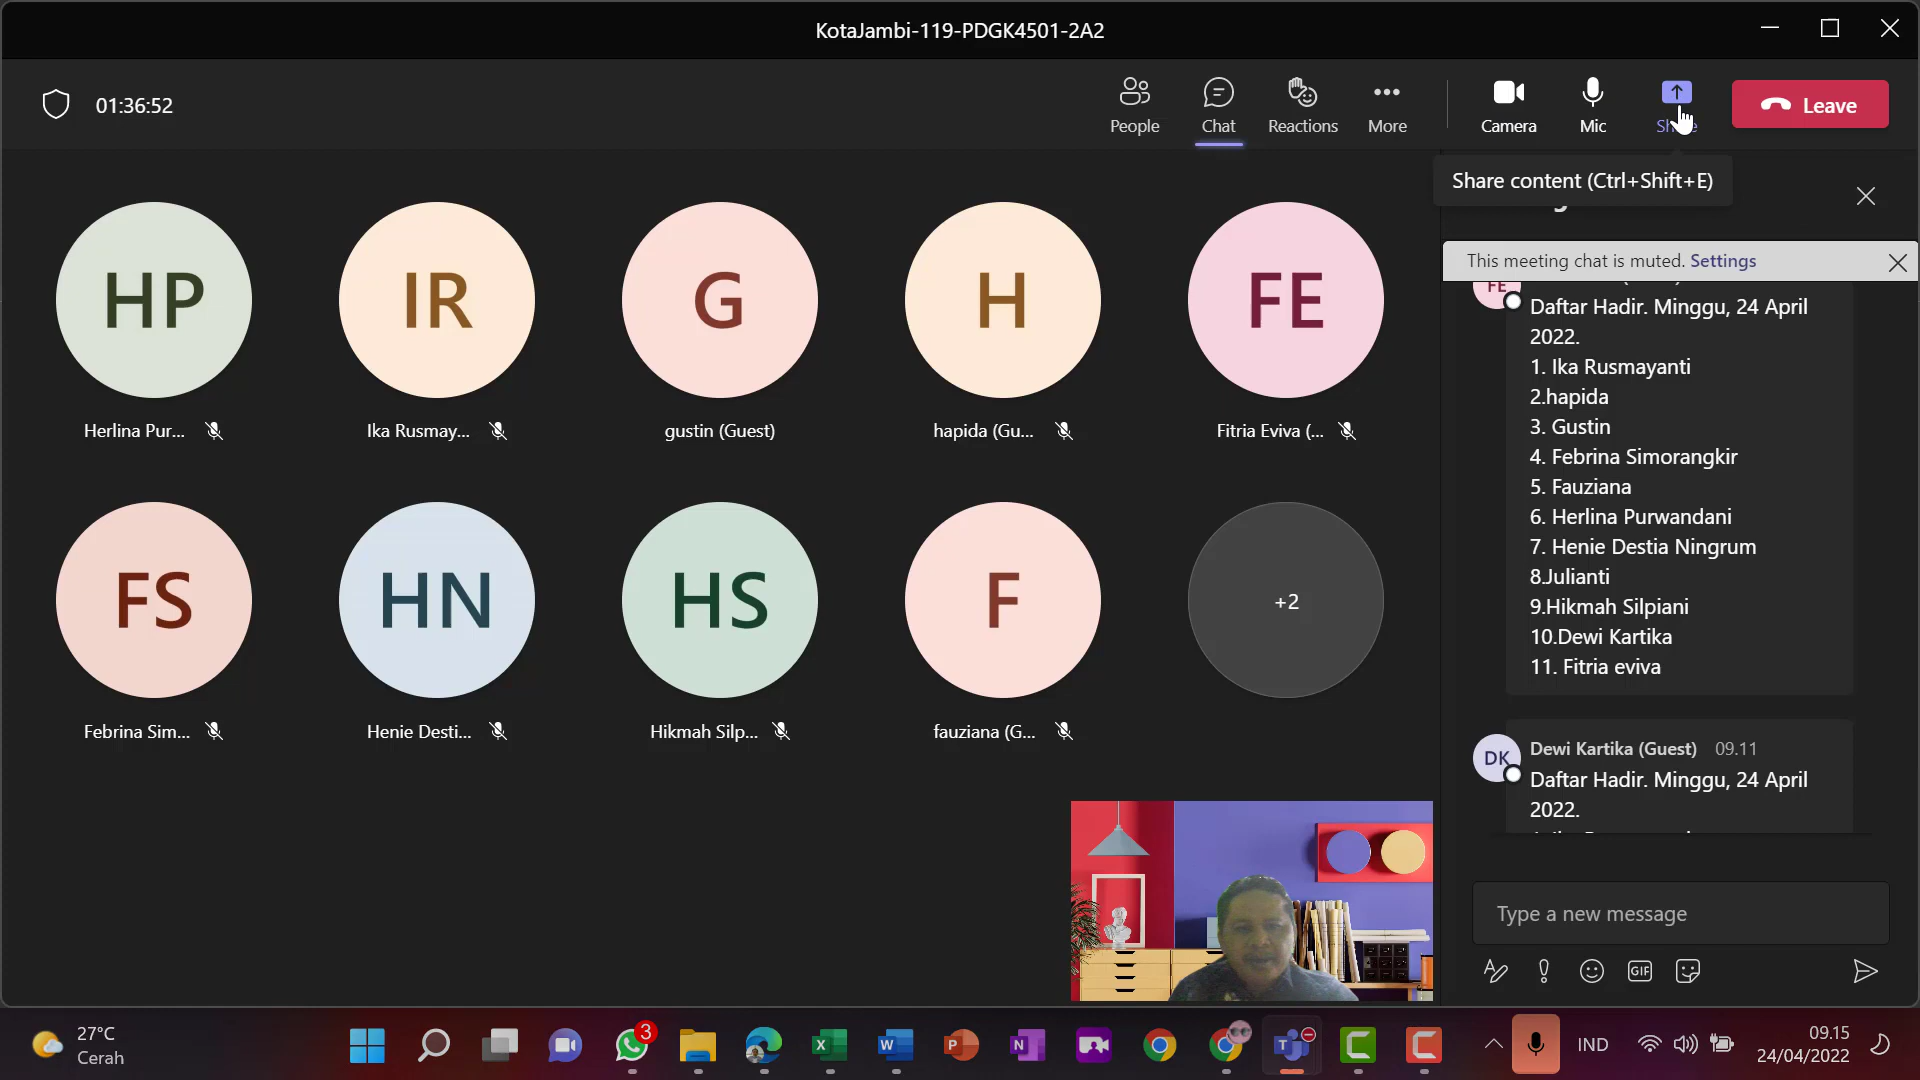 KotaJambi-119-PDGK4501-2A2
01:36:52
People
Chat
Reactions
More
Camera
Mic
Leave
Share content (Ctrl+Shift+E)
This meeting chat is muted. Settings
HP
IR
G
H
FE
Herlina Pur...
Ika Rusmay...
gustin (Guest)
hapida (Gu...
Fitria Eviva (...
FS
HN
HS
F
+2
Febrina Sim...
Henie Desti...
Hikmah Silp...
fauziana (G...
FE
Daftar Hadir. Minggu, 24 April
2022.
1. Ika Rusmayanti
2.hapida
3. Gustin
4. Febrina Simorangkir
5. Fauziana
6. Herlina Purwandani
7. Henie Destia Ningrum
8.Julianti
9.Hikmah Silpiani
10.Dewi Kartika
11. Fitria eviva
DK
Dewi Kartika (Guest) 09.11
Daftar Hadir. Minggu, 24 April
2022.
Type a new message
GIF
27°C
Cerah
3
IND
09.15
24/04/2022